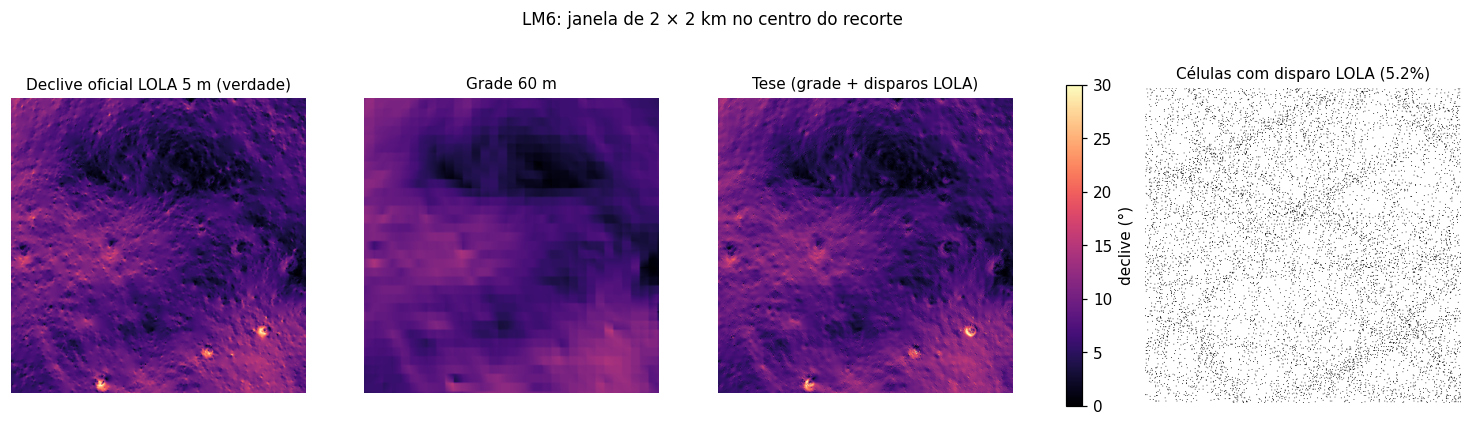 LM6: janela de 2 × 2 km no centro do recorte
Declive oficial LOLA 5 m (verdade)
Grade 60 m
Tese (grade + disparos LOLA)
Células com disparo LOLA (5.2%)
30
25
20
15
10
5
0
declive (°)